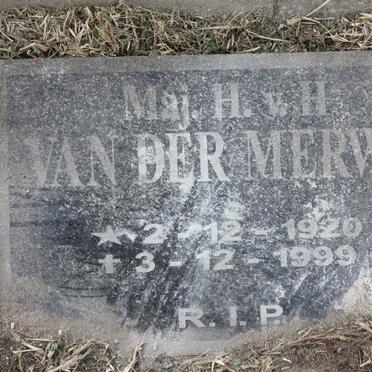 Maj. H. v. H
VAN DER MERW
★ 2 - 12 - 1920
✝ 3 - 12 - 1999
R. I. P.